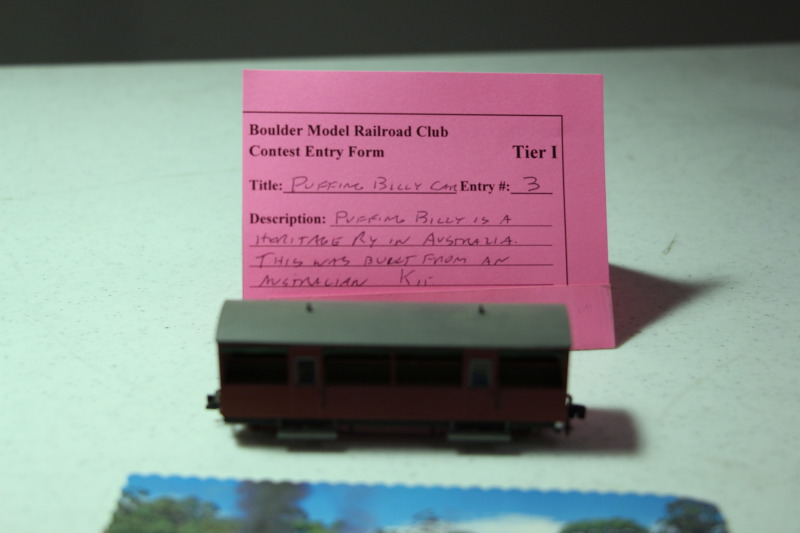 Boulder Model Railroad Club
Contest Entry Form Tier I
Title: Puffing Billy Car Entry #: 3
Description: Puffing Billy is a
Heritage Ry in Australia.
This was built from an
Australian Kit